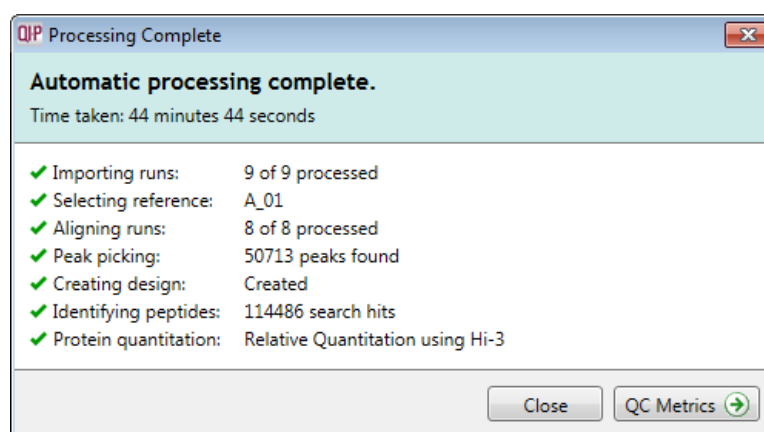 QIP Processing Complete
Automatic processing complete.
Time taken: 44 minutes 44 seconds
Importing runs: 9 of 9 processed
Selecting reference: A_01
Aligning runs: 8 of 8 processed
Peak picking: 50713 peaks found
Creating design: Created
Identifying peptides: 114486 search hits
Protein quantitation: Relative Quantitation using Hi-3
Close QC Metrics